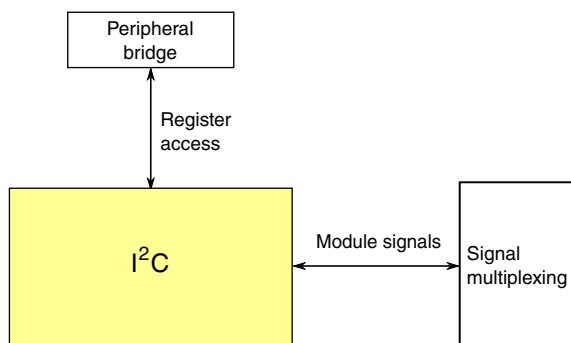 Peripheral
bridge
Register
access
I²C
Module signals
Signal
multiplexing